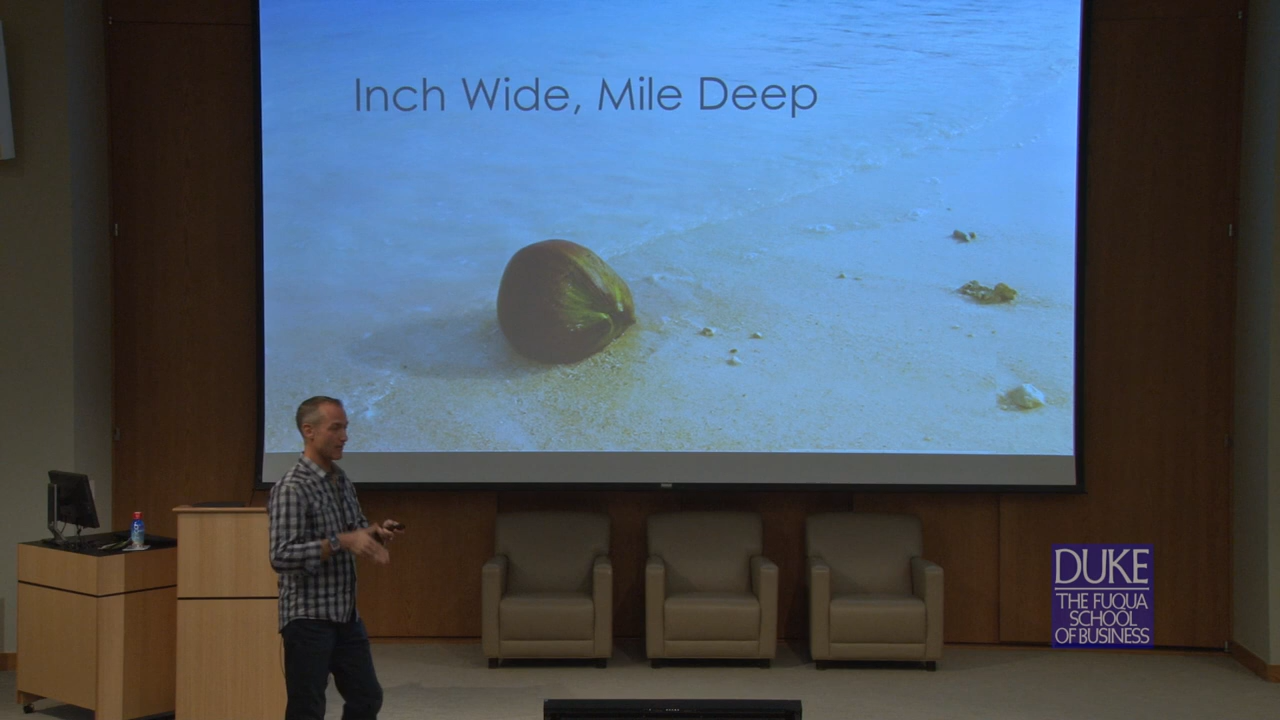 Inch Wide, Mile Deep
DUKE
THE FUQUA
SCHOOL
OF BUSINESS